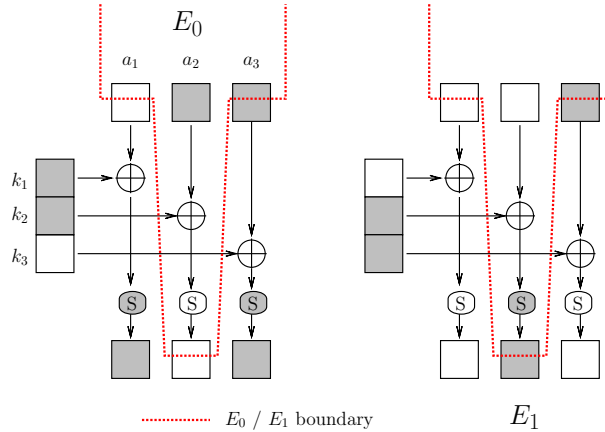 E₀
a₁ a₂ a₃
k₁
k₂
k₃
S S S S S S
E₀ / E₁ boundary
E₁